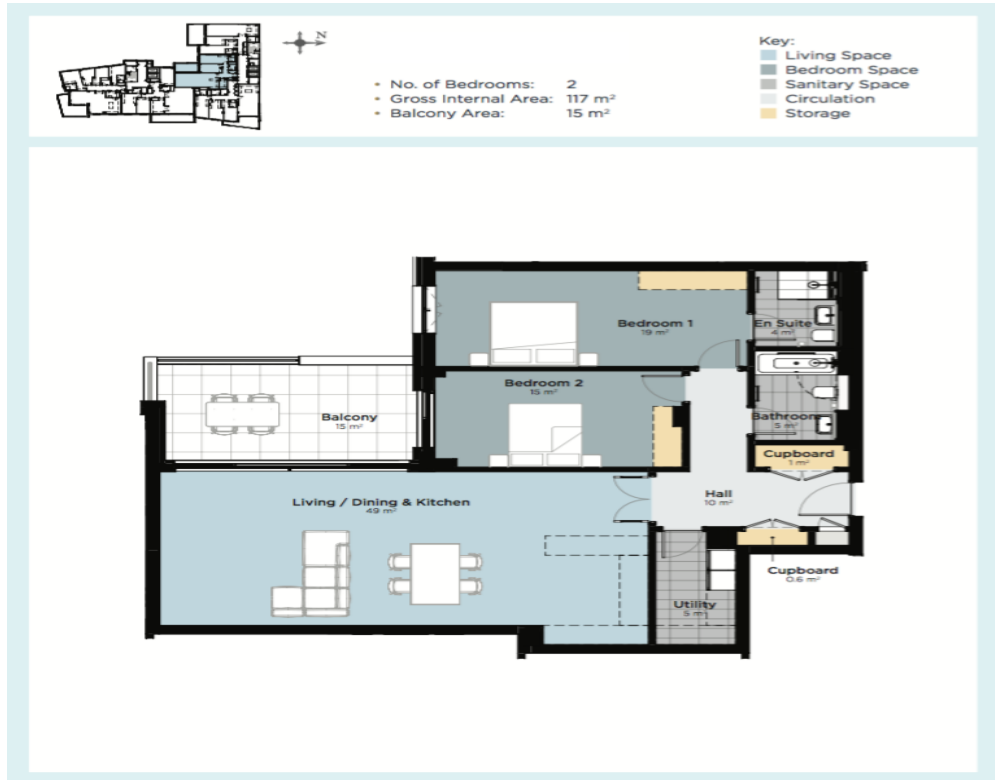 N
• No. of Bedrooms: 2
• Gross Internal Area: 117 m²
• Balcony Area: 15 m²
Key:
Living Space
Bedroom Space
Sanitary Space
Circulation
Storage
Bedroom 1
19 m²
En Suite
4 m²
Bedroom 2
15 m²
Balcony
15 m²
Bathroom
5 m²
Cupboard
1 m²
Living / Dining & Kitchen
49 m²
Hall
10 m²
Cupboard
0.6 m²
Utility
5 m²